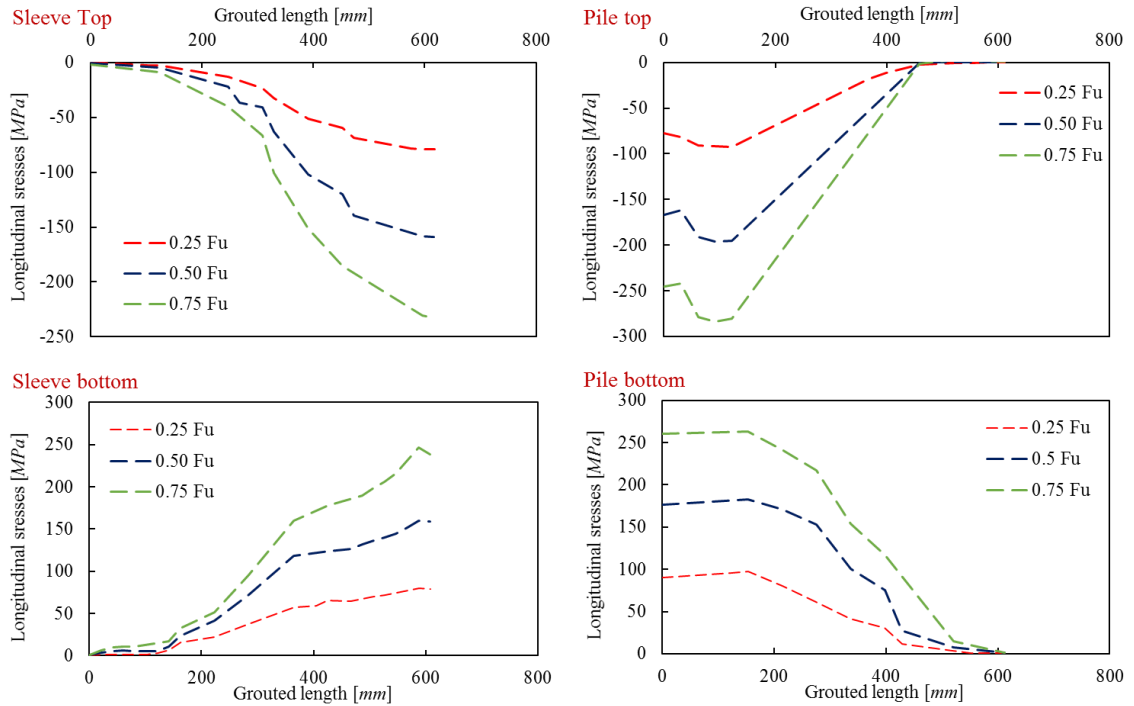 Sleeve Top
Grouted length [mm]
0 200 400 600 800
0
-50
-100
-150
-200
-250
Longitudinal sresses [MPa]
0.25 Fu
0.50 Fu
0.75 Fu
Pile top
Grouted length [mm]
0 200 400 600 800
0
-50
-100
-150
-200
-250
-300
Longitudinal sresses [MPa]
0.25 Fu
0.50 Fu
0.75 Fu
Sleeve bottom
300
250
200
150
100
50
0
Longitudinal sresses [MPa]
0.25 Fu
0.50 Fu
0.75 Fu
0 200 400 600 800
Grouted length [mm]
Pile bottom
300
250
200
150
100
50
0
Longitudinal sresses [MPa]
0.25 Fu
0.5 Fu
0.75 Fu
0 200 400 600 800
Grouted length [mm]